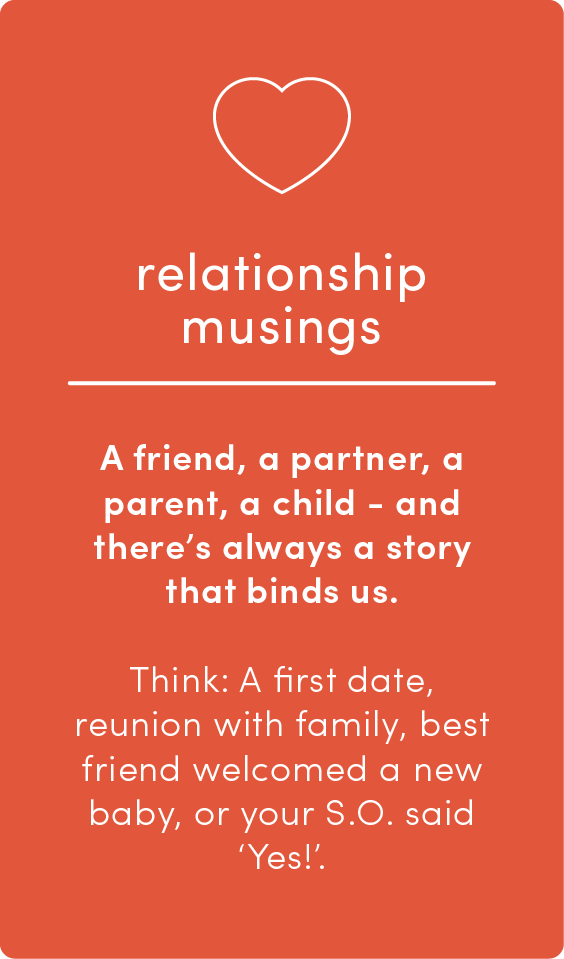 relationship
musings
A friend, a partner, a
parent, a child - and
there’s always a story
that binds us.
Think: A first date,
reunion with family, best
friend welcomed a new
baby, or your S.O. said
‘Yes!’.